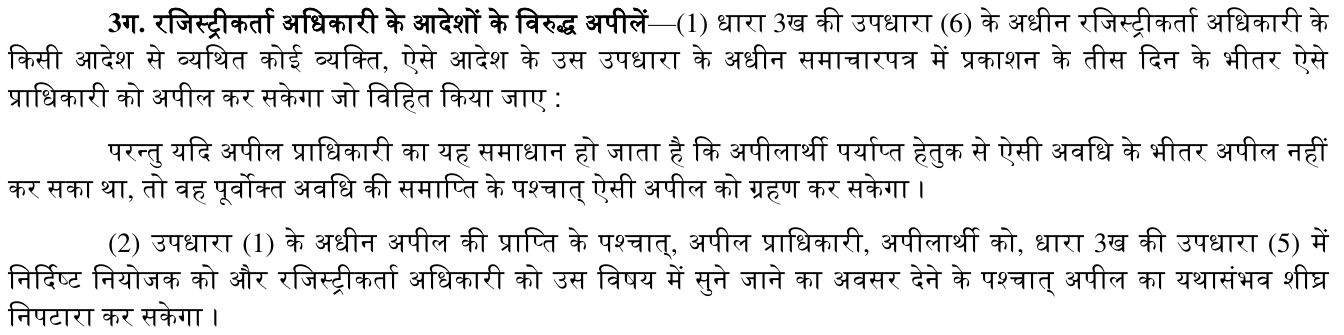 3ग. रजिस्ट्रीकर्ता अधिकारी के आदेशों के विरुद्ध अपीलें—(1) धारा 3ख की उपधारा (6) के अधीन रजिस्ट्रीकर्ता अधिकारी के
किसी आदेश से व्यथित कोई व्यक्ति, ऐसे आदेश के उस उपधारा के अधीन समाचारपत्र में प्रकाशन के तीस दिन के भीतर ऐसे
प्राधिकारी को अपील कर सकेगा जो विहित किया जाए :
परन्तु यदि अपील प्राधिकारी का यह समाधान हो जाता है कि अपीलार्थी पर्याप्त हेतुक से ऐसी अवधि के भीतर अपील नहीं
कर सका था, तो वह पूर्वोक्त अवधि की समाप्ति के पश्चात् ऐसी अपील को ग्रहण कर सकेगा ।
(2) उपधारा (1) के अधीन अपील की प्राप्ति के पश्चात्, अपील प्राधिकारी, अपीलार्थी को, धारा 3ख की उपधारा (5) में
निर्दिष्ट नियोजक को और रजिस्ट्रीकर्ता अधिकारी को उस विषय में सुने जाने का अवसर देने के पश्चात् अपील का यथासंभव शीघ्र
निपटारा कर सकेगा ।